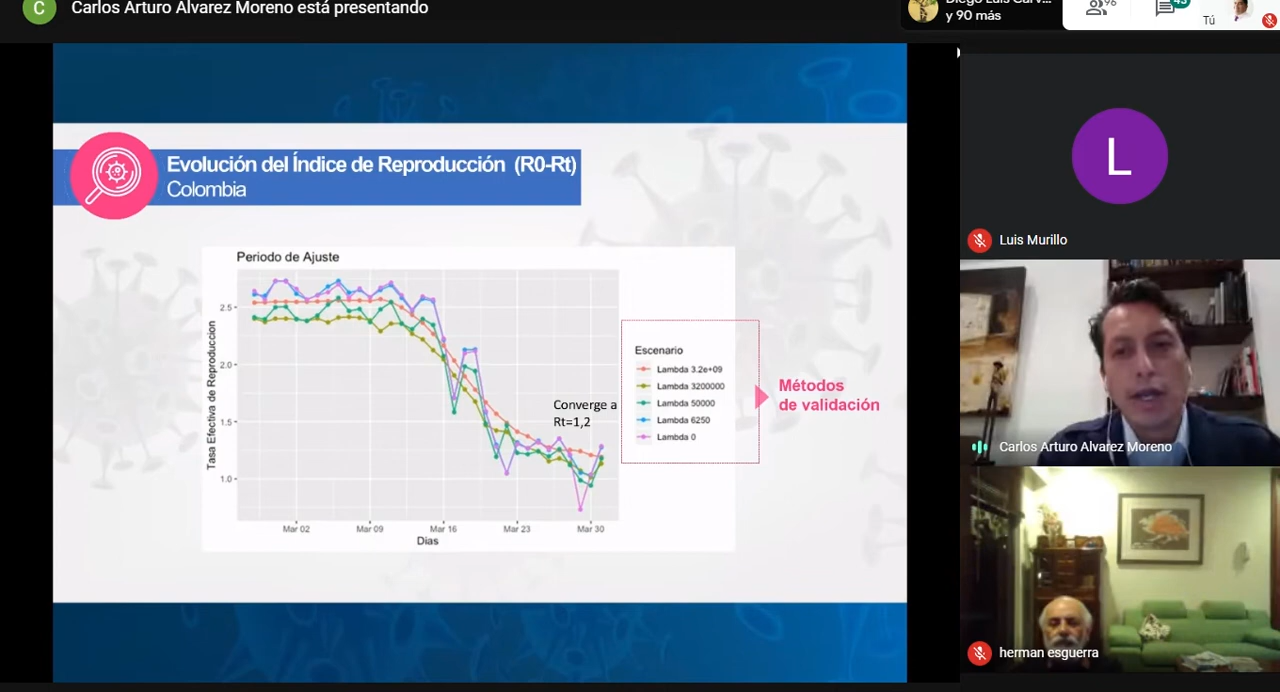 C
Carlos Arturo Alvarez Moreno está presentando
y 90 más
96
43
Tú
Evolución del Índice de Reproducción (R0-Rt)
Colombia
Periodo de Ajuste
Tasa Efectiva de Reproduccion
2.5
2.0
1.5
1.0
Converge a
Rt=1,2
Mar 02
Mar 09
Mar 16
Mar 23
Mar 30
Dias
Escenario
Lambda 3.2e+09
Lambda 3200000
Lambda 50000
Lambda 6250
Lambda 0
Métodos
de validación
L
Luis Murillo
Carlos Arturo Alvarez Moreno
herman esguerra